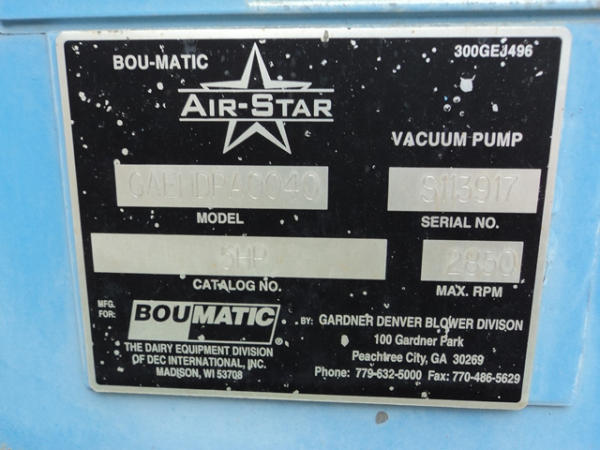 BOU-MATIC
300GEJ496
AIR-STAR
VACUUM PUMP
S113917
MODEL
SERIAL NO.
5HP
2850
CATALOG NO.
MAX. RPM
MFG. FOR:
BOUMATIC®
THE DAIRY EQUIPMENT DIVISION
OF DEC INTERNATIONAL, INC.
MADISON, WI 53708
BY: GARDNER DENVER BLOWER DIVISON
100 Gardner Park
Peachtree City, GA 30269
Phone: 779-632-5000 Fax: 770-486-5629